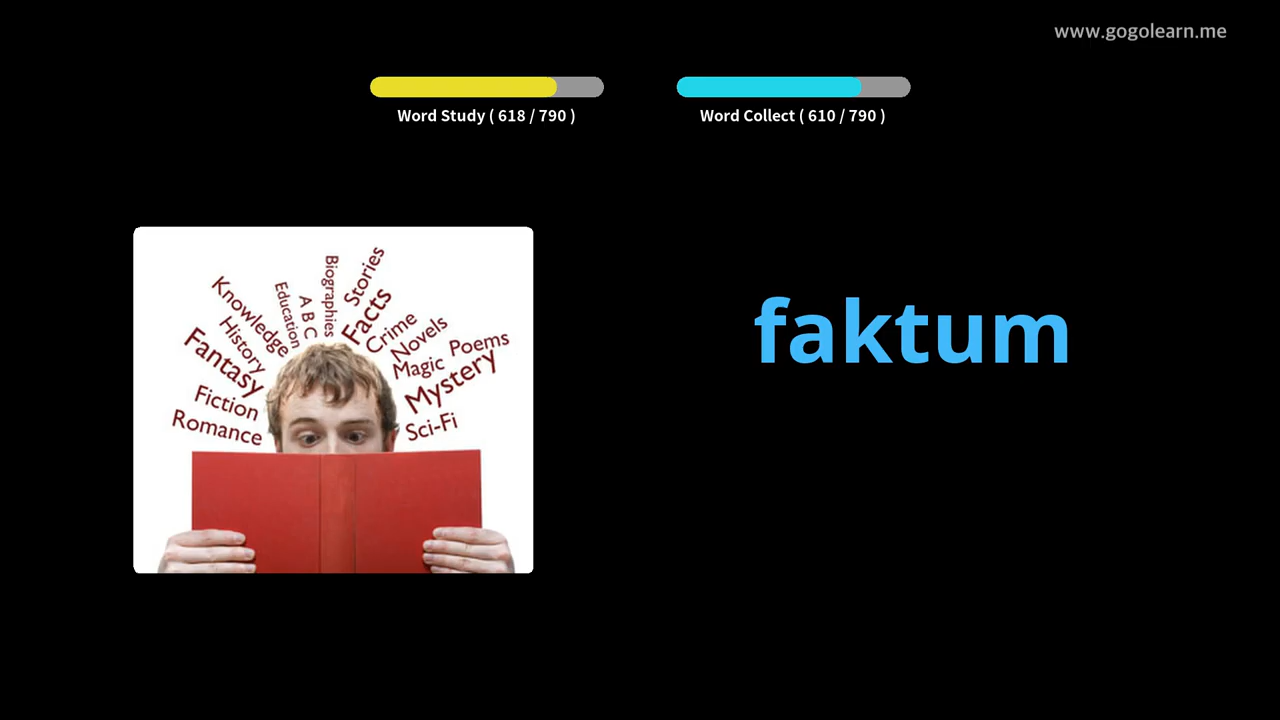 www.gogolearn.me
Word Study ( 618 / 790 )
Word Collect ( 610 / 790 )
faktum
Knowledge
Education
A B C
Biographies
Stories
Facts
Crime
Novels
Poems
Magic
Mystery
Sci-Fi
History
Fantasy
Fiction
Romance